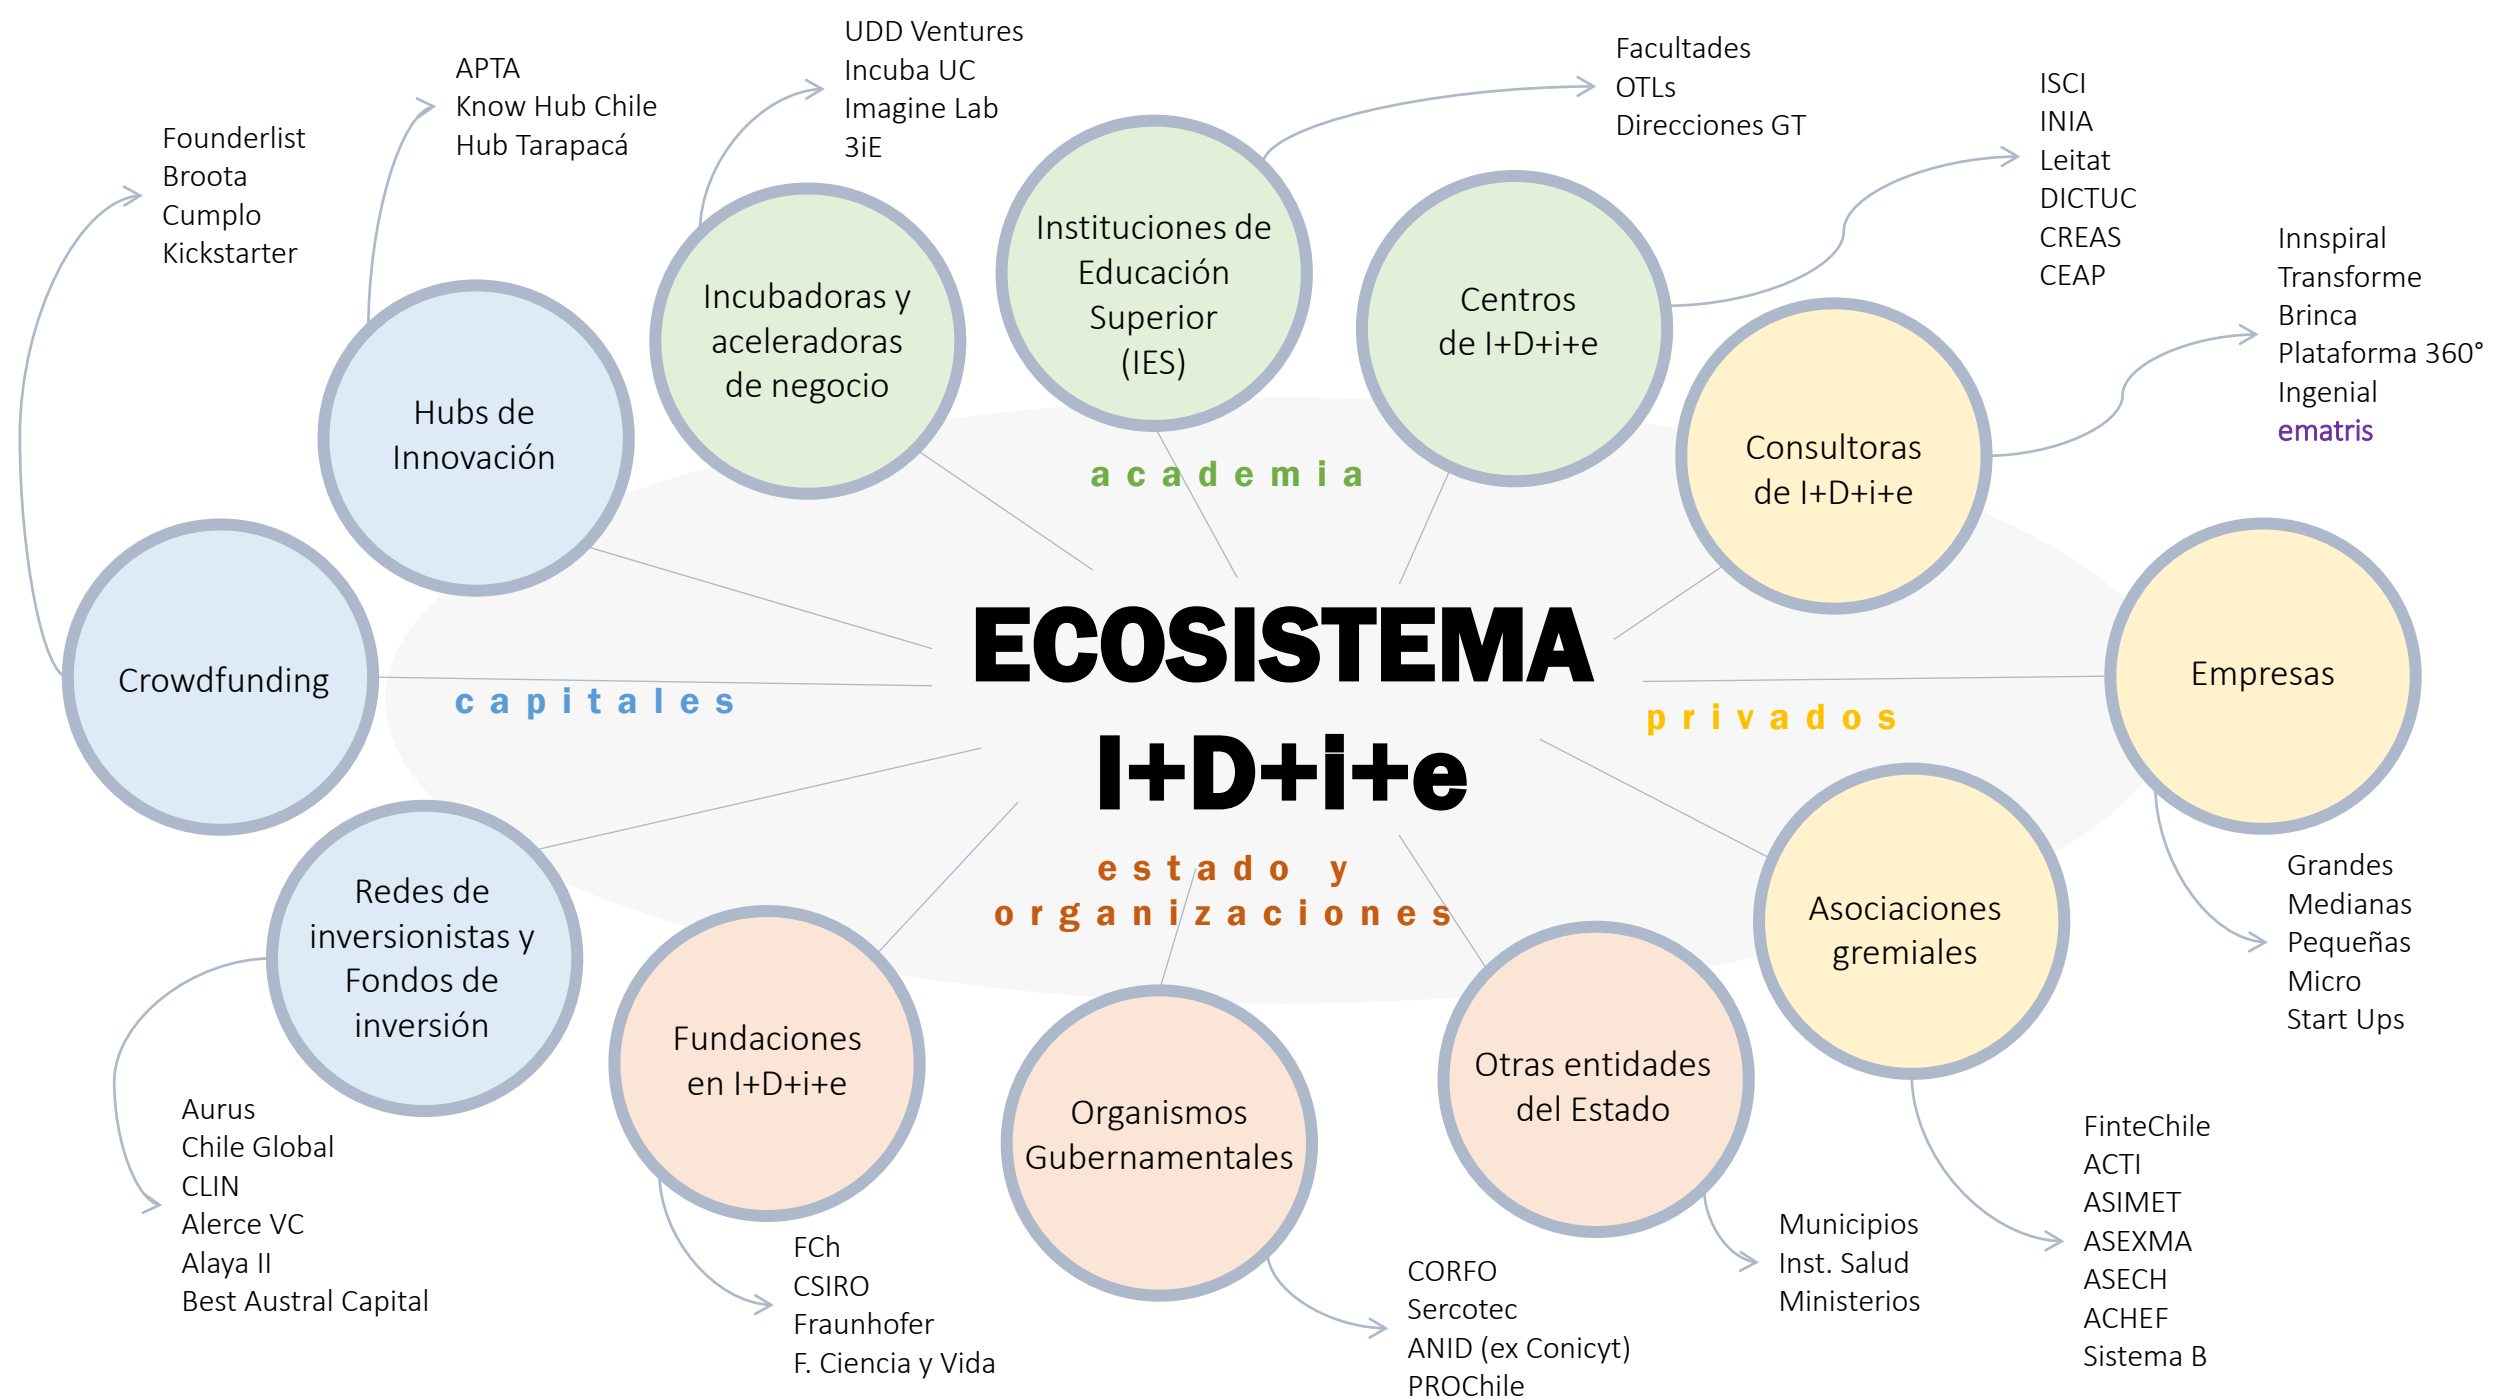 UDD Ventures
Incuba UC
Imagine Lab
3iE
Facultades
OTLs
Direcciones GT
APTA
Know Hub Chile
Hub Tarapacá
ISCI
INIA
Leitat
DICTUC
CREAS
CEAP
Founderlist
Broota
Cumplo
Kickstarter
Innspiral
Transforme
Brinca
Plataforma 360°
Ingenial
ematris
Instituciones de
Educación
Superior
(IES)
Incubadoras y
aceleradoras
de negocio
Centros
de I+D+i+e
Hubs de
Innovación
Consultoras
de I+D+i+e
academia
Crowdfunding
capitales
ECOSISTEMA
I+D+i+e
privados
Empresas
estado y
organizaciones
Redes de
inversionistas y
Fondos de
inversión
Asociaciones
gremiales
Grandes
Medianas
Pequeñas
Micro
Start Ups
Fundaciones
en I+D+i+e
Organismos
Gubernamentales
Otras entidades
del Estado
Aurus
Chile Global
CLIN
Alerce VC
Alaya II
Best Austral Capital
FCh
CSIRO
Fraunhofer
F. Ciencia y Vida
CORFO
Sercotec
ANID (ex Conicyt)
PROChile
Municipios
Inst. Salud
Ministerios
FinteChile
ACTI
ASIMET
ASEXMA
ASECH
ACHEF
Sistema B